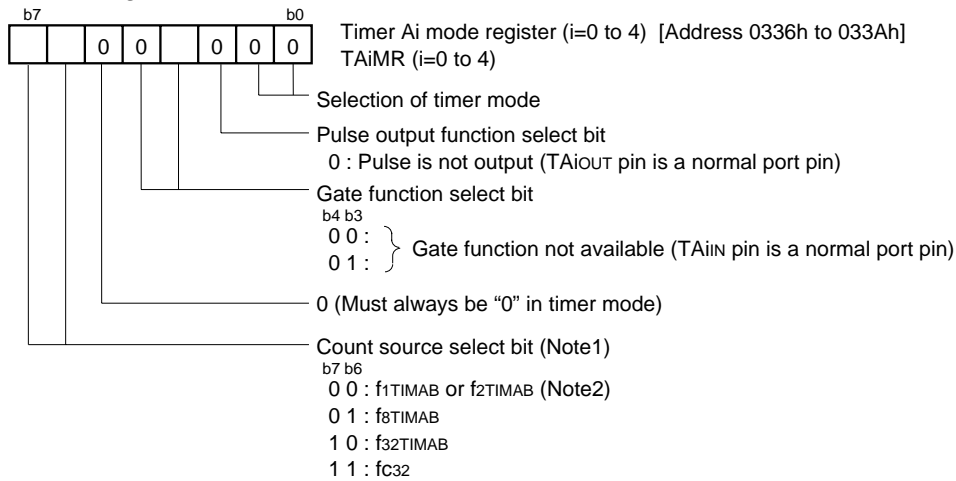 b7 b0
0 0 0 0 0
Timer Ai mode register (i=0 to 4) [Address 0336h to 033Ah]
TAiMR (i=0 to 4)
Selection of timer mode
Pulse output function select bit
0 : Pulse is not output (TAiOUT pin is a normal port pin)
Gate function select bit
b4 b3
0 0 :
0 1 :
Gate function not available (TAiIN pin is a normal port pin)
0 (Must always be “0” in timer mode)
Count source select bit (Note1)
b7 b6
0 0 : f1TIMAB or f2TIMAB (Note2)
0 1 : f8TIMAB
1 0 : f32TIMAB
1 1 : fC32